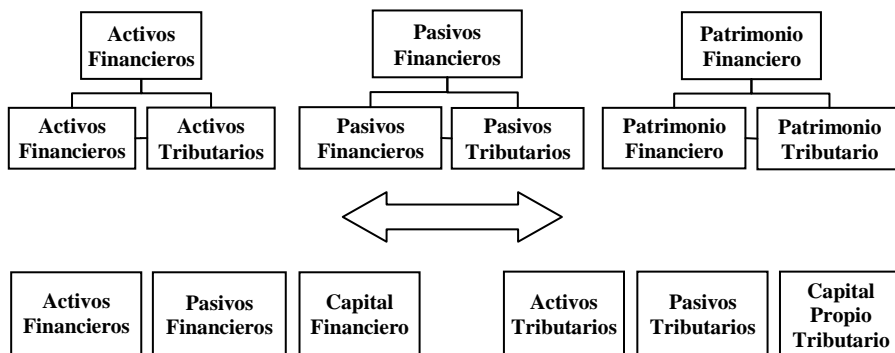 Activos
Financieros
Pasivos
Financieros
Patrimonio
Financiero
Activos
Financieros
Activos
Tributarios
Pasivos
Financieros
Pasivos
Tributarios
Patrimonio
Financiero
Patrimonio
Tributario
Activos
Financieros
Pasivos
Financieros
Capital
Financiero
Activos
Tributarios
Pasivos
Tributarios
Capital
Propio
Tributario